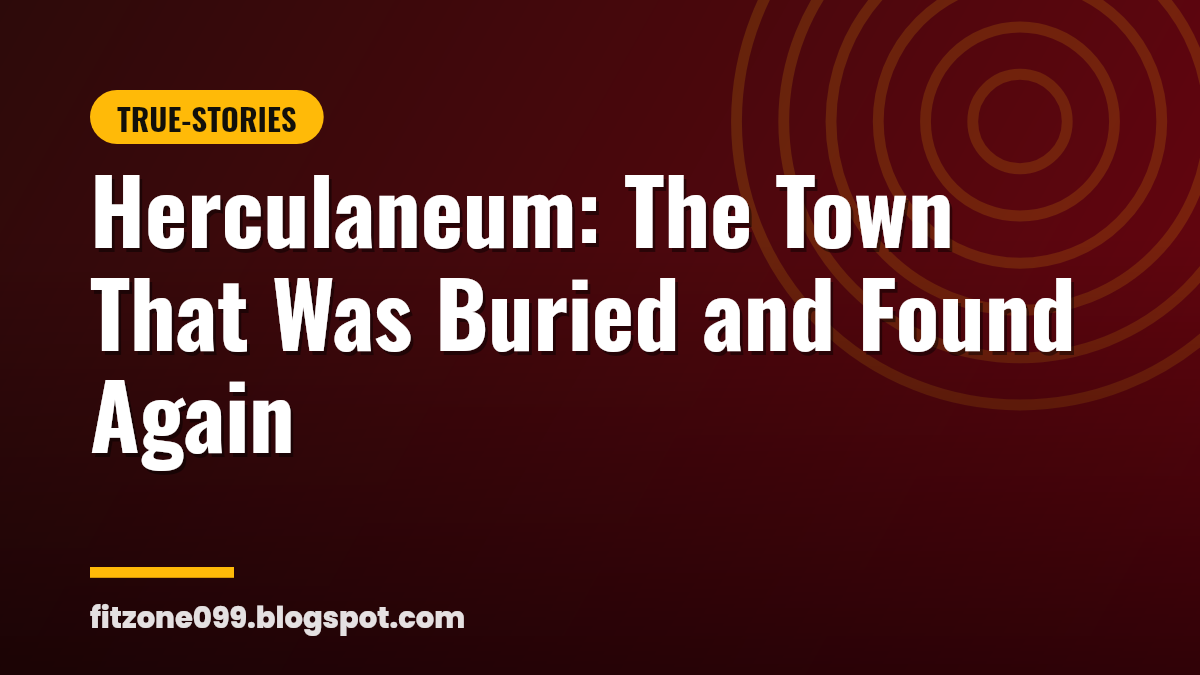 TRUE-STORIES
Herculaneum: The Town
That Was Buried and Found
Again
fitzone099.blogspot.com